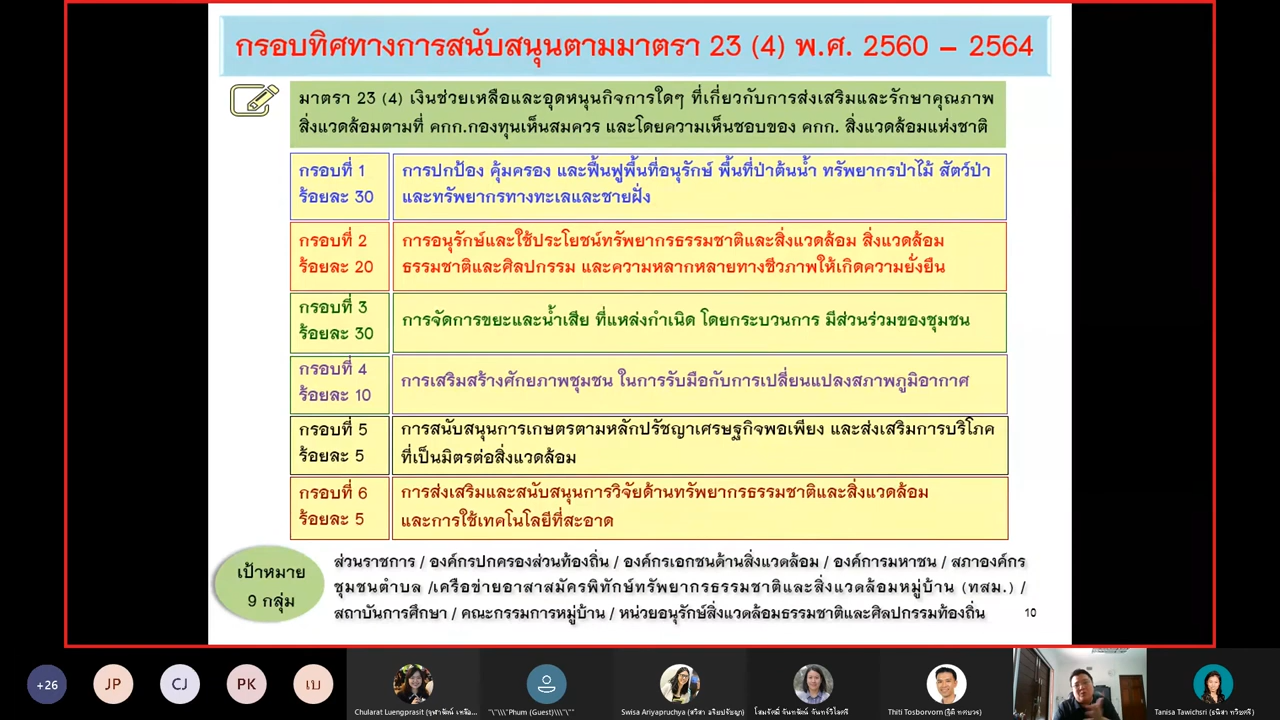 กรอบทิศทางการสนับสนุนตามมาตรา 23 (4) พ.ศ. 2560 – 2564
มาตรา 23 (4) เงินช่วยเหลือและอุดหนุนกิจการใดๆ ที่เกี่ยวกับการส่งเสริมและรักษาคุณภาพ
สิ่งแวดล้อมตามที่ คกก.กองทุนเห็นสมควร และโดยความเห็นชอบของ คกก. สิ่งแวดล้อมแห่งชาติ
กรอบที่ 1
ร้อยละ 30
การปกป้อง คุ้มครอง และฟื้นฟูพื้นที่อนุรักษ์ พื้นที่ป่าต้นน้ำ ทรัพยากรป่าไม้ สัตว์ป่า
และทรัพยากรทางทะเลและชายฝั่ง
กรอบที่ 2
ร้อยละ 20
การอนุรักษ์และใช้ประโยชน์ทรัพยากรธรรมชาติและสิ่งแวดล้อม สิ่งแวดล้อม
ธรรมชาติและศิลปกรรม และความหลากหลายทางชีวภาพให้เกิดความยั่งยืน
กรอบที่ 3
ร้อยละ 30
การจัดการขยะและน้ำเสีย ที่แหล่งกำเนิด โดยกระบวนการ มีส่วนร่วมของชุมชน
กรอบที่ 4
ร้อยละ 10
การเสริมสร้างศักยภาพชุมชน ในการรับมือกับการเปลี่ยนแปลงสภาพภูมิอากาศ
กรอบที่ 5
ร้อยละ 5
การสนับสนุนการเกษตรตามหลักปรัชญาเศรษฐกิจพอเพียง และส่งเสริมการบริโภค
ที่เป็นมิตรต่อสิ่งแวดล้อม
กรอบที่ 6
ร้อยละ 5
การส่งเสริมและสนับสนุนการวิจัยด้านทรัพยากรธรรมชาติและสิ่งแวดล้อม
และการใช้เทคโนโลยีที่สะอาด
เป้าหมาย
9 กลุ่ม
ส่วนราชการ / องค์กรปกครองส่วนท้องถิ่น / องค์กรเอกชนด้านสิ่งแวดล้อม / องค์การมหาชน / สภาองค์กร
ชุมชนตำบล /เครือข่ายอาสาสมัครพิทักษ์ทรัพยากรธรรมชาติและสิ่งแวดล้อมหมู่บ้าน (ทสม.) /
สถาบันการศึกษา / คณะกรรมการหมู่บ้าน / หน่วยอนุรักษ์สิ่งแวดล้อมธรรมชาติและศิลปกรรมท้องถิ่น
10
+26
JP
CJ
PK
เบ
Chularat Luengprasit
"\"\\\"Phum (Guest)\\\"\""
Swisa Ariyapruchya (สวิสา อริยปรัชญา)
โสมรัศมิ์ จันทรัตน์
Thiti Tosborvorn (ฐิติ ทศบวร)
Tanisa Tawichsri (ธนิสา ทวิชศรี)